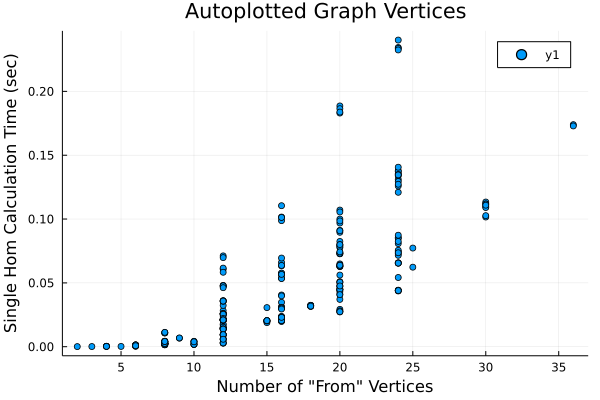 Autoplotted Graph Vertices
y1
Single Hom Calculation Time (sec)
0.20
0.15
0.10
0.05
0.00
5 10 15 20 25 30 35
Number of "From" Vertices